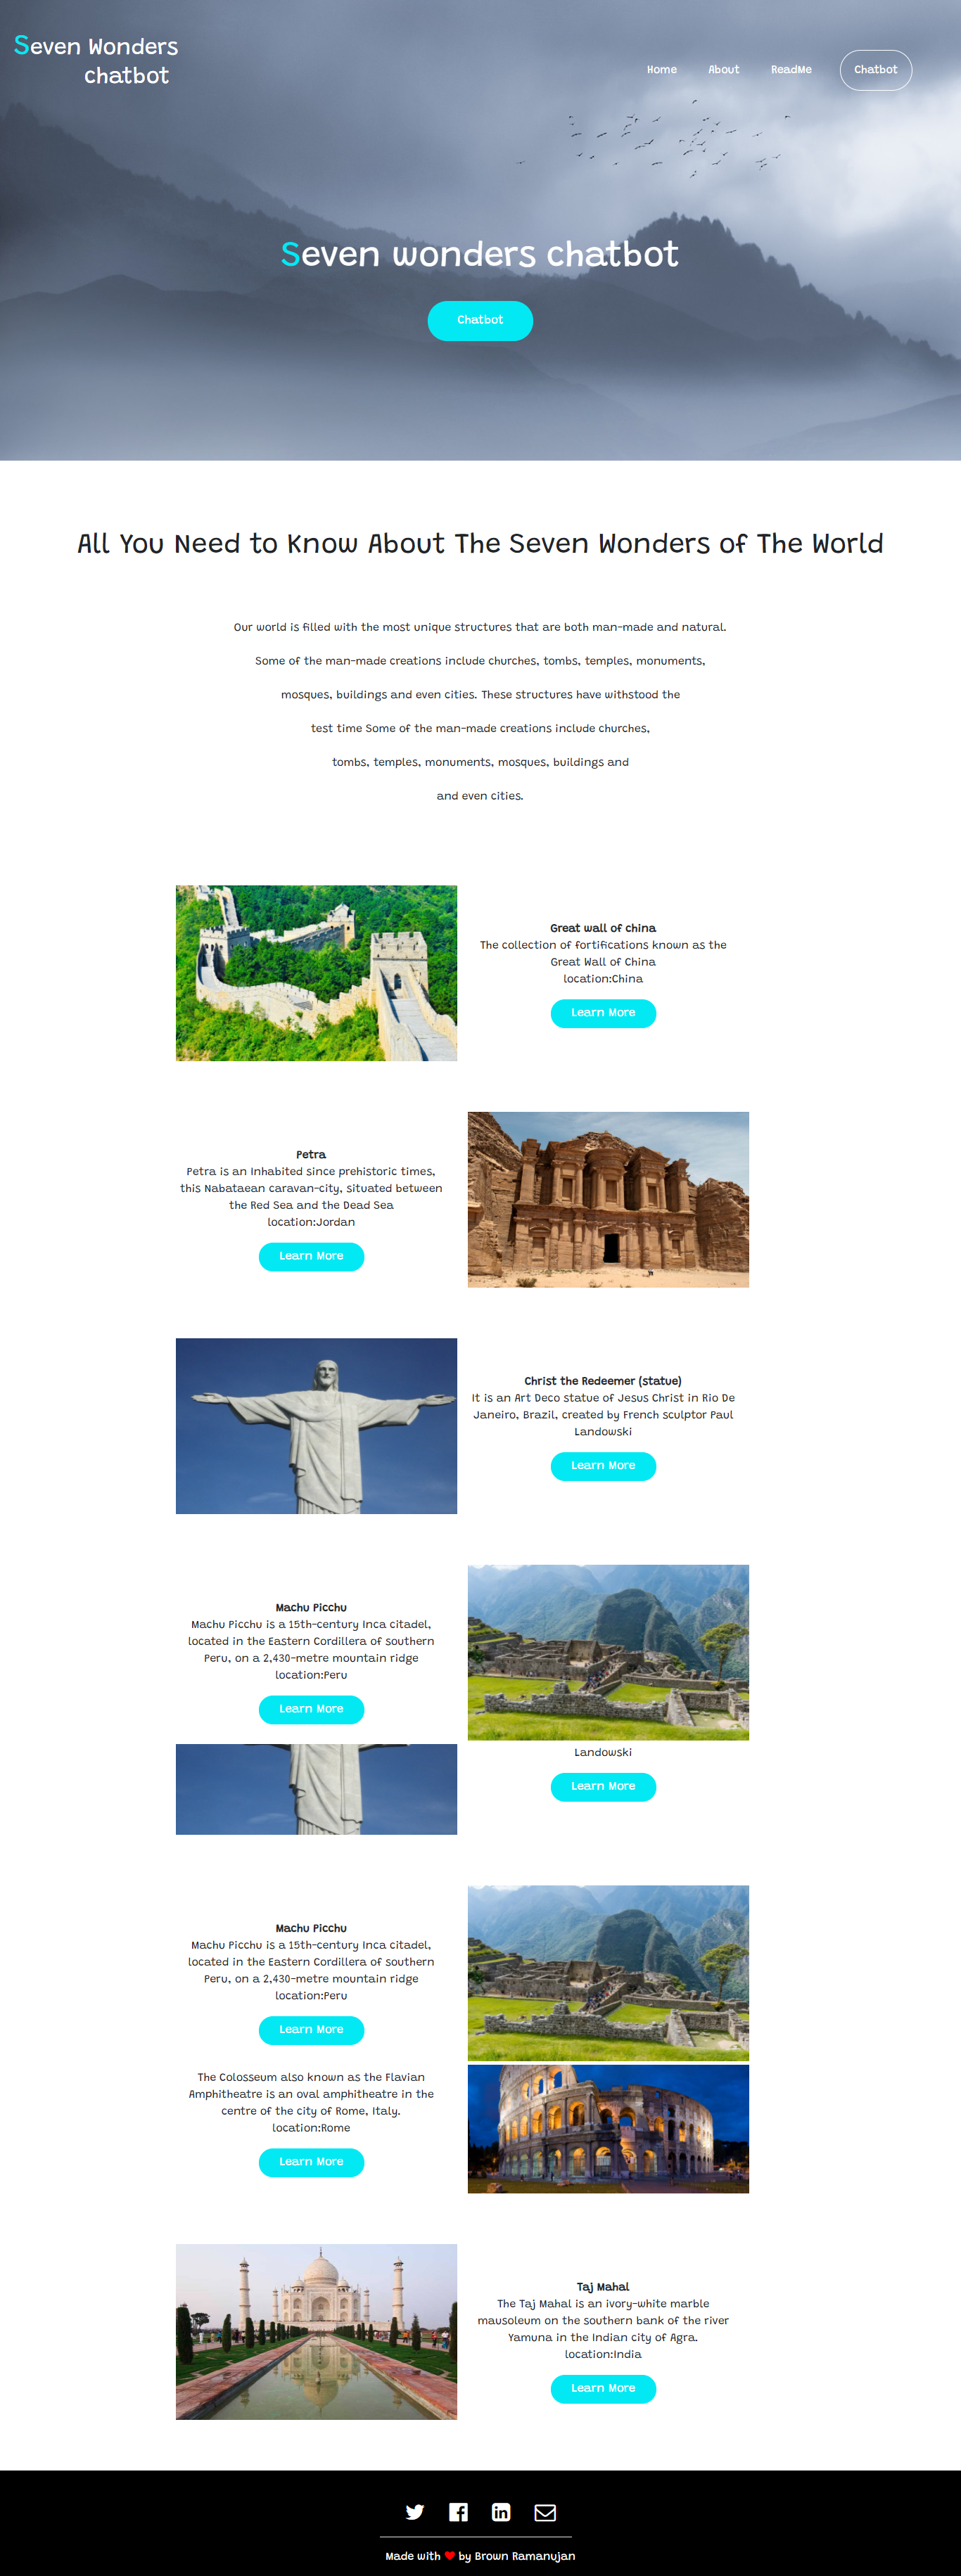 Seven Wonders
chatbot
Home About ReadMe Chatbot
Seven wonders chatbot
Chatbot
All You Need to Know About The Seven Wonders of The World
Our world is filled with the most unique structures that are both man-made and natural.
Some of the man-made creations include churches, tombs, temples, monuments,
mosques, buildings and even cities. These structures have withstood the
test time Some of the man-made creations include churches,
tombs, temples, monuments, mosques, buildings and
and even cities.
Great wall of china
The collection of fortifications known as the
Great Wall of China
location:China
Learn More
Petra
Petra is an Inhabited since prehistoric times,
this Nabataean caravan-city, situated between
the Red Sea and the Dead Sea
location:Jordan
Learn More
Christ the Redeemer (statue)
It is an Art Deco statue of Jesus Christ in Rio De
Janeiro, Brazil, created by French sculptor Paul
Landowski
Learn More
Machu Picchu
Machu Picchu is a 15th-century Inca citadel,
located in the Eastern Cordillera of southern
Peru, on a 2,430-metre mountain ridge
location:Peru
Learn More
Landowski
Learn More
Machu Picchu
Machu Picchu is a 15th-century Inca citadel,
located in the Eastern Cordillera of southern
Peru, on a 2,430-metre mountain ridge
location:Peru
Learn More
The Colosseum also known as the Flavian
Amphitheatre is an oval amphitheatre in the
centre of the city of Rome, Italy.
location:Rome
Learn More
Taj Mahal
The Taj Mahal is an ivory-white marble
mausoleum on the southern bank of the river
Yamuna in the Indian city of Agra.
location:India
Learn More
Made with ❤ by Brown Ramanujan